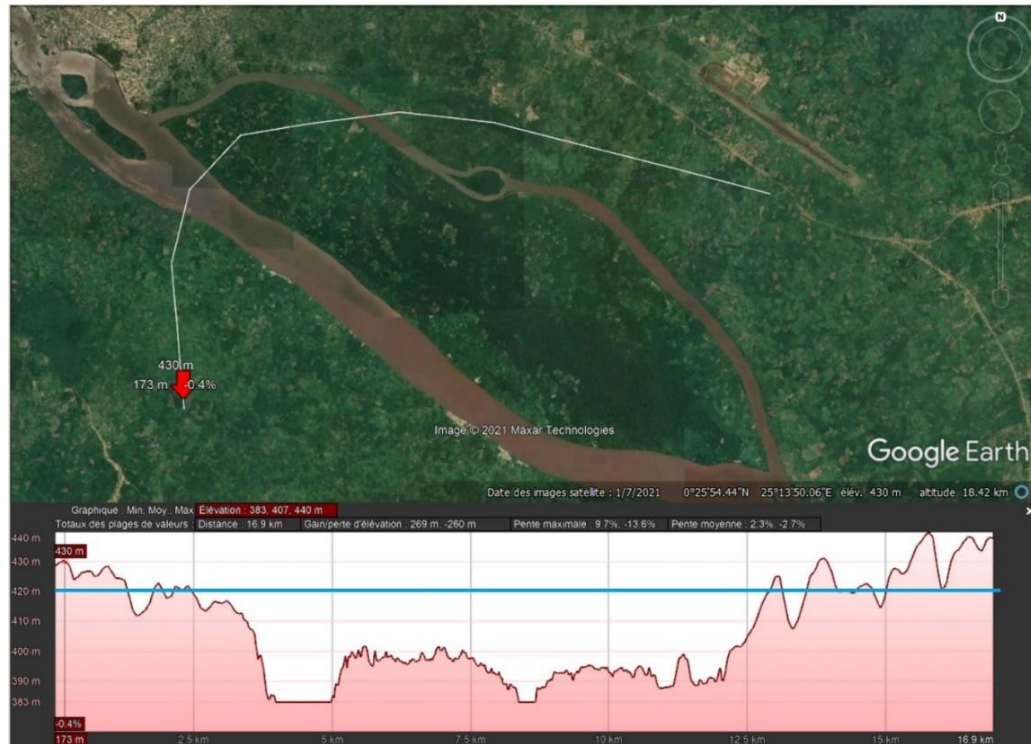 N
430 m
173 m -0.4%
Image © 2021 Maxar Technologies
Google Earth
Date des images satellite : 1/7/2021 0°25'54.44"N 25°13'50.06"E élév. 430 m altitude 18.42 km
Graphique : Min, Moy., Max Élévation : 383, 407, 440 m
Totaux des plages de valeurs : Distance : 16.9 km Gain/perte d'élévation : 269 m, -260 m Pente maximale : 9.7%, -13.6% Pente moyenne : 2.3%, -2.7%
440 m
430 m
430 m
420 m
410 m
400 m
390 m
383 m
-0.4%
173 m 2.5 km 5 km 7.5 km 10 km 12.5 km 15 km 16.9 km